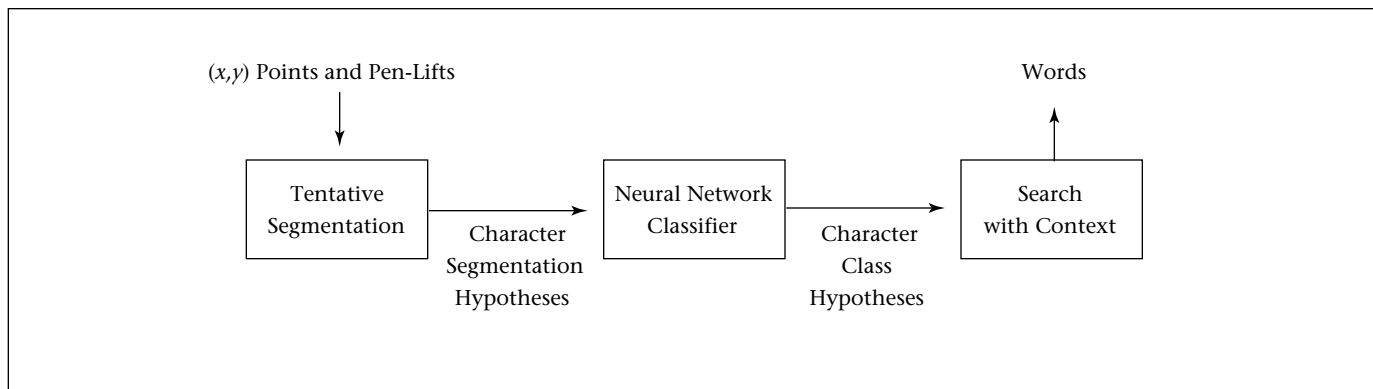 (x,y) Points and Pen-Lifts
Words
Tentative
Segmentation
Character
Segmentation
Hypotheses
Neural Network
Classifier
Character
Class
Hypotheses
Search
with Context